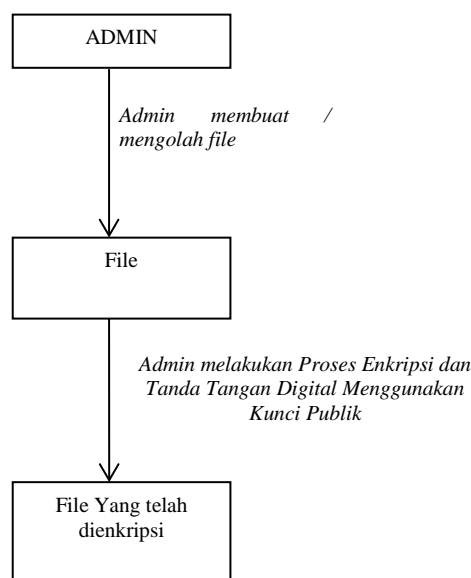 ADMIN
Admin membuat /
mengolah file
File
Admin melakukan Proses Enkripsi dan
Tanda Tangan Digital Menggunakan
Kunci Publik
File Yang telah
dienkripsi